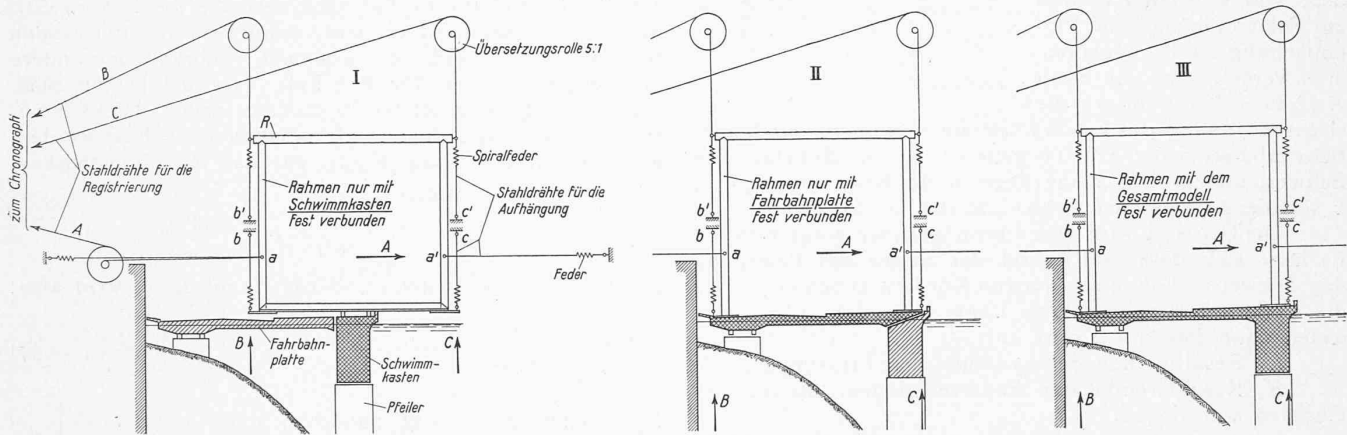 I
Übersetzungsrolle 5:1
B
C
zum Chronograph
Stahldrähte für die
Registrierung
R
Spiralfeder
Rahmen nur mit
Schwimmkasten
fest verbunden
Stahldrähte für die
Aufhängung
b'
b
c'
c
A
a
A
a'
Feder
B
Fahrbahn-
platte
C
Schwimm-
kasten
Pfeiler
II
Rahmen nur mit
Fahrbahnplatte
fest verbunden
b'
b
c'
c
a
A
a'
B
C
III
Rahmen mit dem
Gesamtmodell
fest verbunden
b'
b
c'
c
a
A
a'
B
C